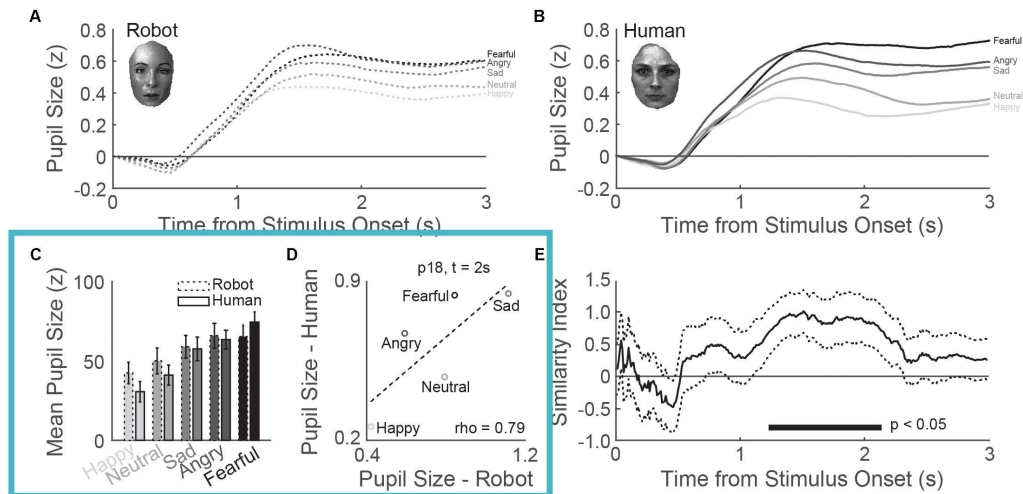 A
Robot
Pupil Size (z)
0.8
0.6
0.4
0.2
0
-0.2
Fearful
Angry
Sad
Neutral
Happy
0 1 2 3
Time from Stimulus Onset (s)
B
Human
Pupil Size (z)
0.8
0.6
0.4
0.2
0
-0.2
Fearful
Angry
Sad
Neutral
Happy
0 1 2 3
Time from Stimulus Onset (s)
C
Mean Pupil Size (z)
100
50
0
Robot
Human
Happy
Neutral
Sad
Angry
Fearful
D
Pupil Size - Human
0.9
0.2
p18, t = 2s
Fearful
Sad
Angry
Neutral
Happy
rho = 0.79
0.4 1.2
Pupil Size - Robot
E
Simillarity Index
1.5
1.0
0.5
0
-0.5
-1.0
p < 0.05
0 1 2 3
Time from Stimulus Onset (s)